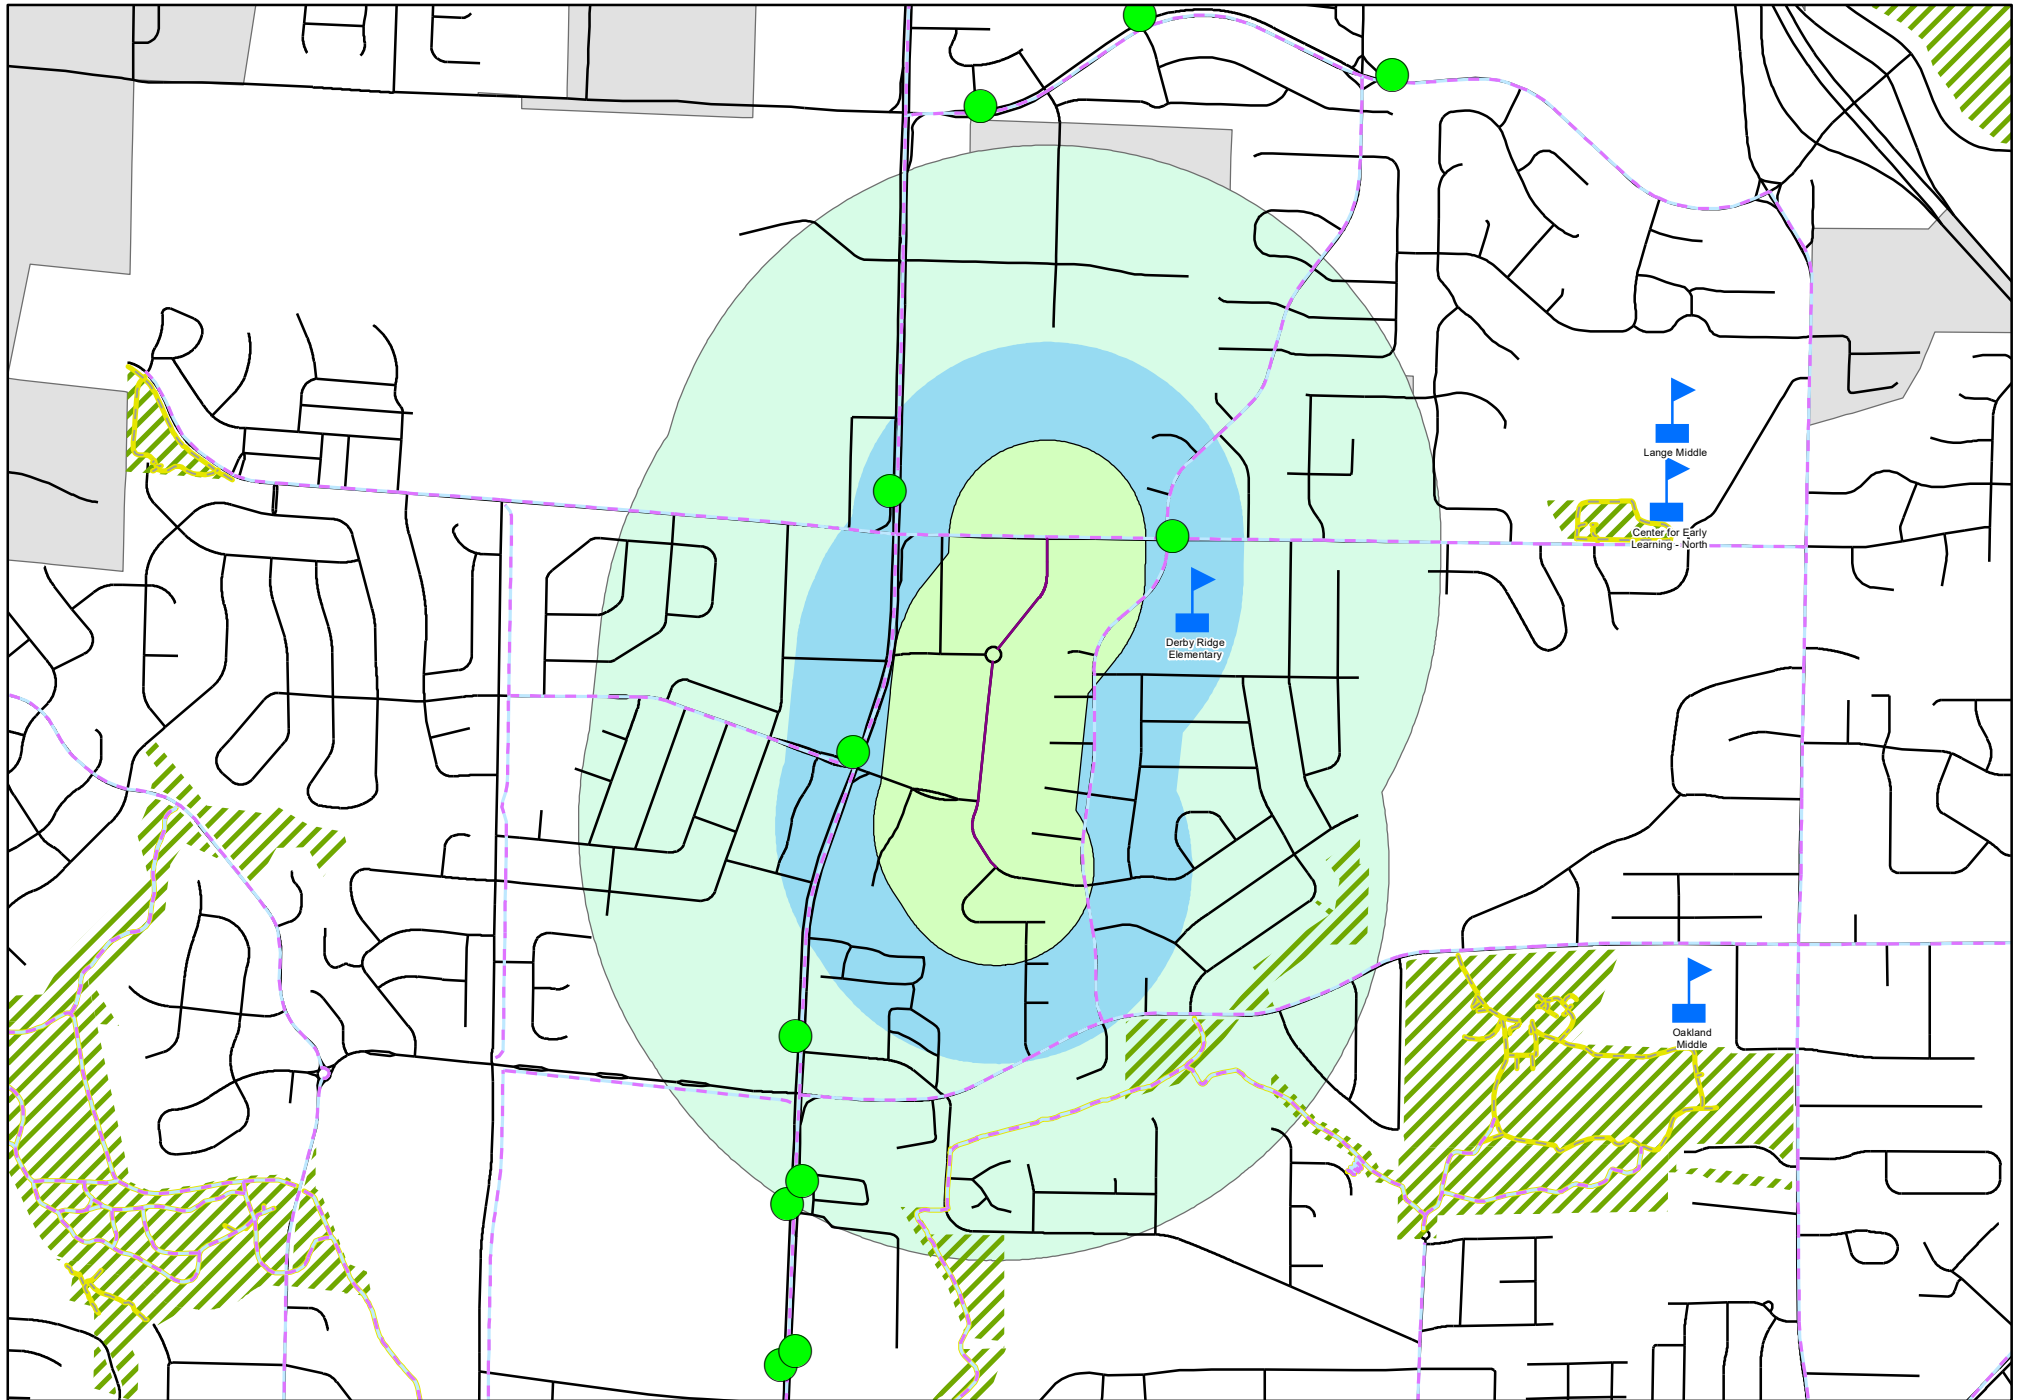 Lange Middle
Center for Early
Learning - North
Derby Ridge
Elementary
Oakland
Middle